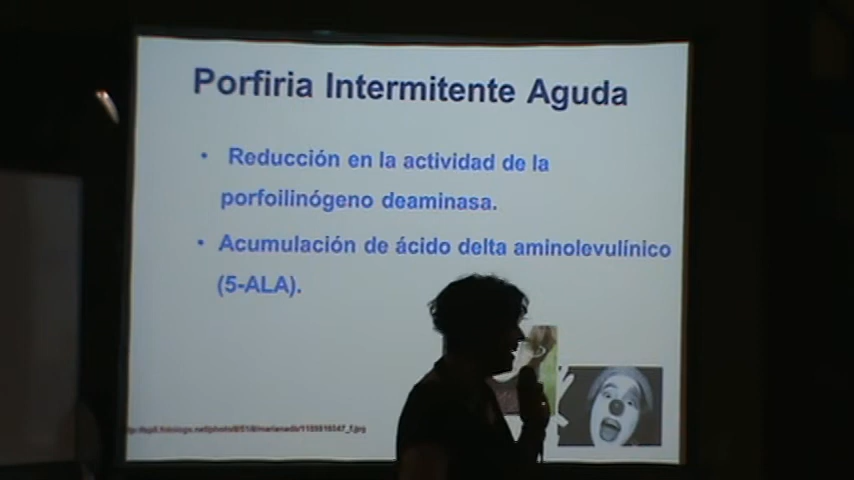 Porfiria Intermitente Aguda
• Reducción en la actividad de la
porfoilinógeno deaminasa.
• Acumulación de ácido delta aminolevulínico
(5-ALA).